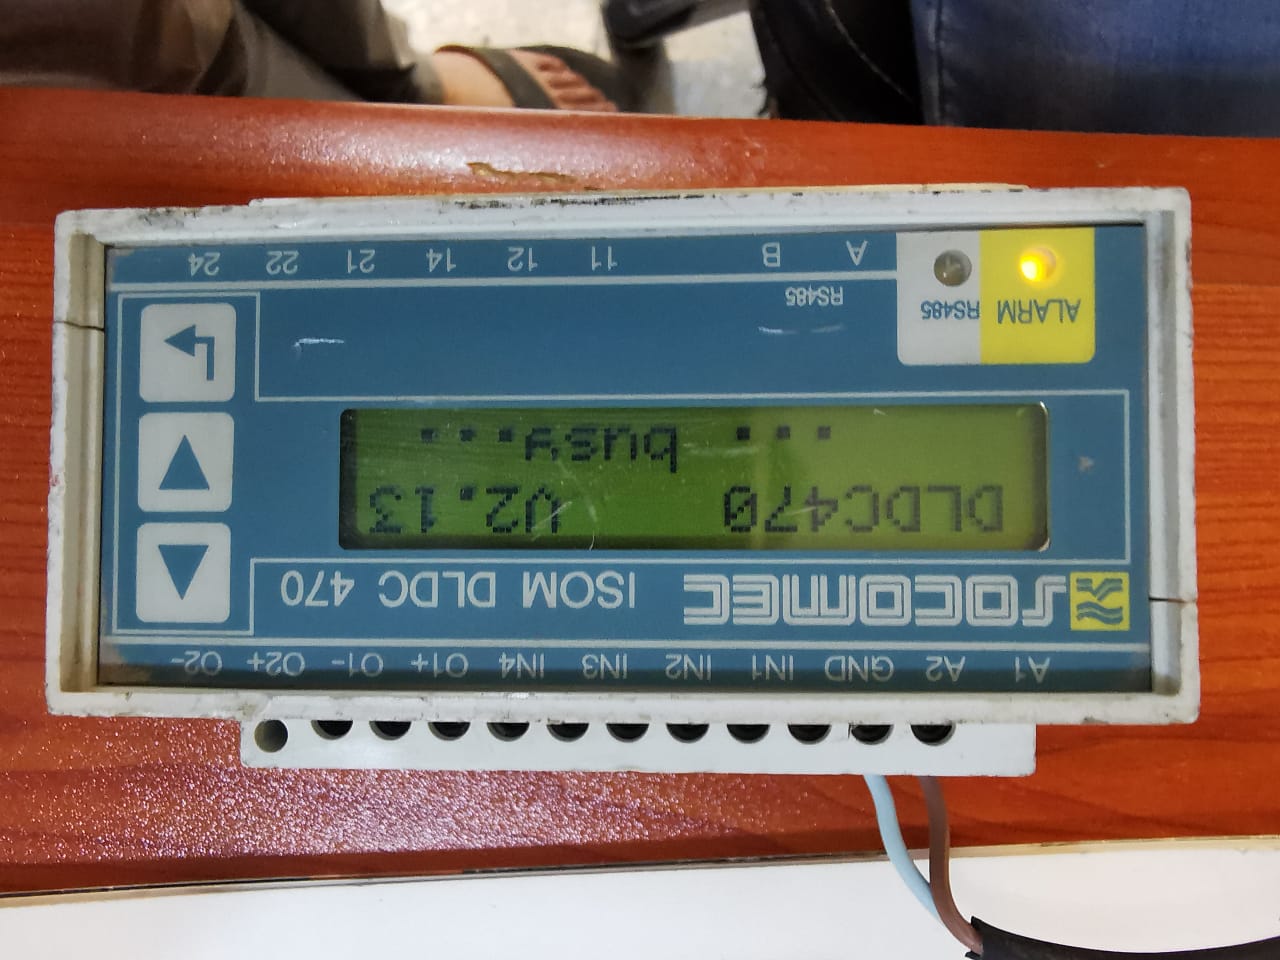 A1 A2 GND IN1 IN2 IN3 IN4 O1+ O1- O2+ O2-
SOCOMEC ISOM DLDC 470
DLDC470 V2.13
... busy...
ALARM RS485
RS485
A B 11 12 14 21 22 24